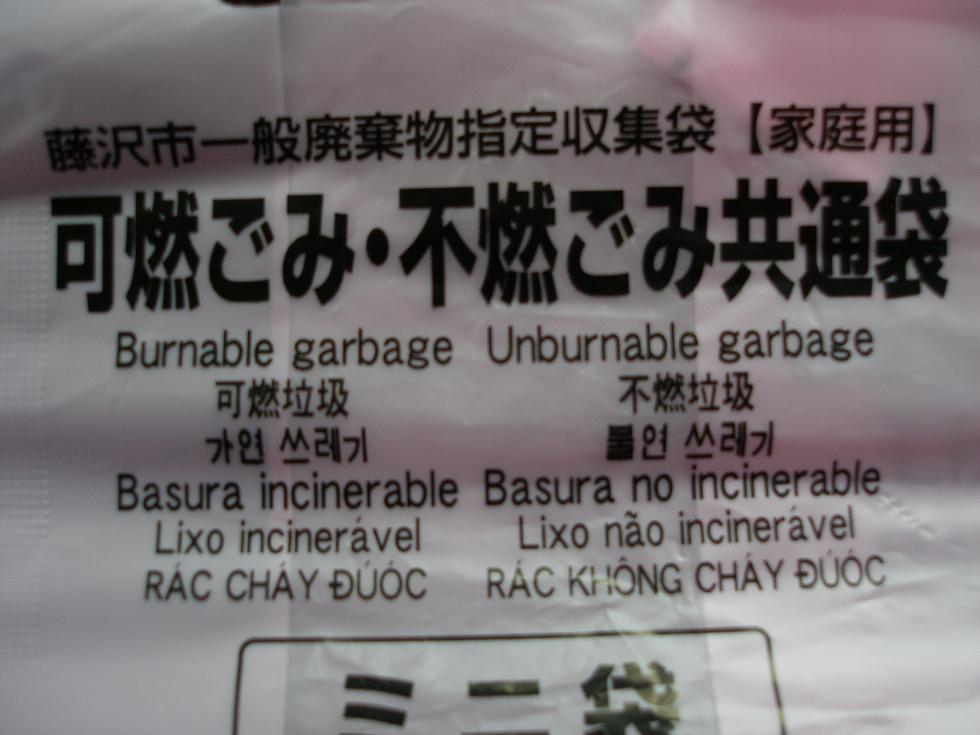 藤沢市一般廃棄物指定収集袋【家庭用】
可燃ごみ・不燃ごみ共通袋
Burnable garbage Unburnable garbage
可燃垃圾 不燃垃圾
가연 쓰레기 불연 쓰레기
Basura incinerable Basura no incinerable
Lixo incinerável Lixo não incinerável
RÁC CHÁY ĐÚÓC RÁC KHÔNG CHÁY ĐÚÓC
ミニ袋